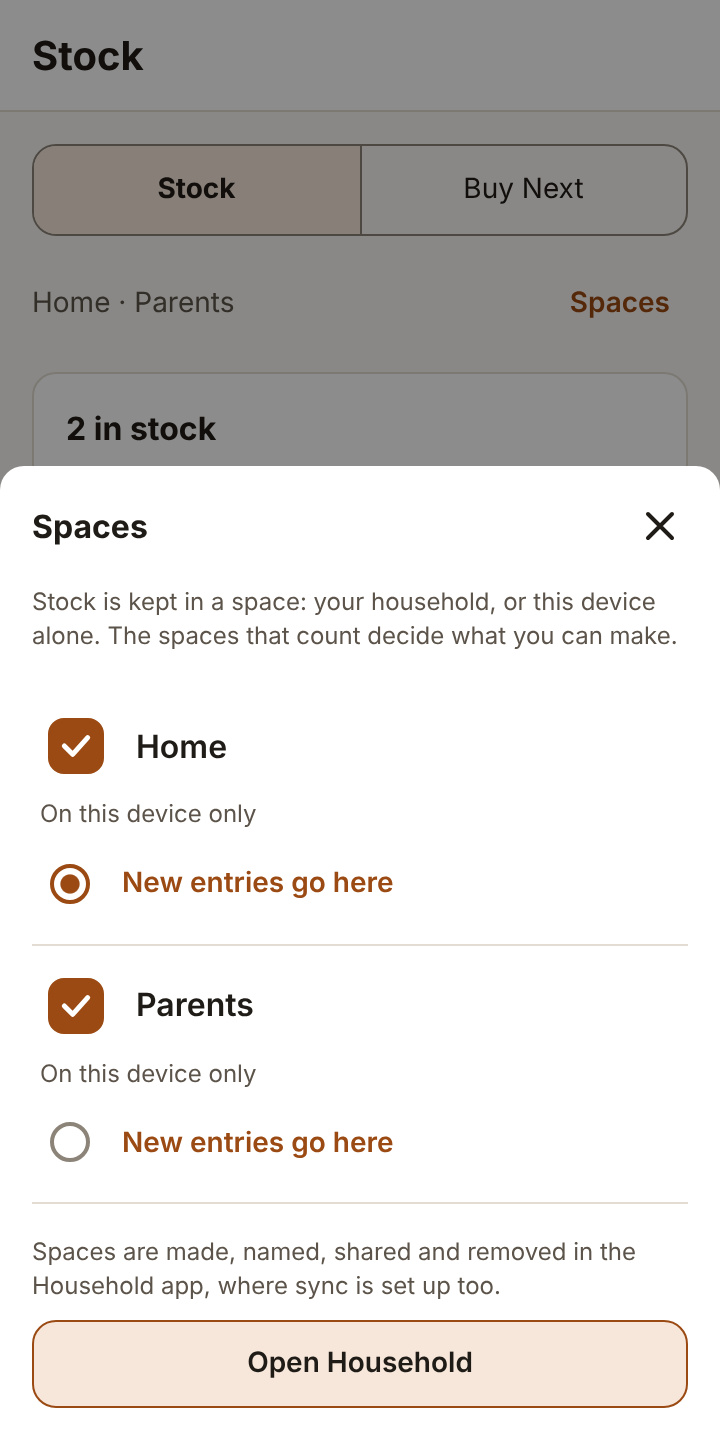 Stock
Stock
Buy Next
Home · Parents
Spaces
2 in stock
Spaces
Stock is kept in a space: your household, or this device
alone. The spaces that count decide what you can make.
Home
On this device only
New entries go here
Parents
On this device only
New entries go here
Spaces are made, named, shared and removed in the
Household app, where sync is set up too.
Open Household